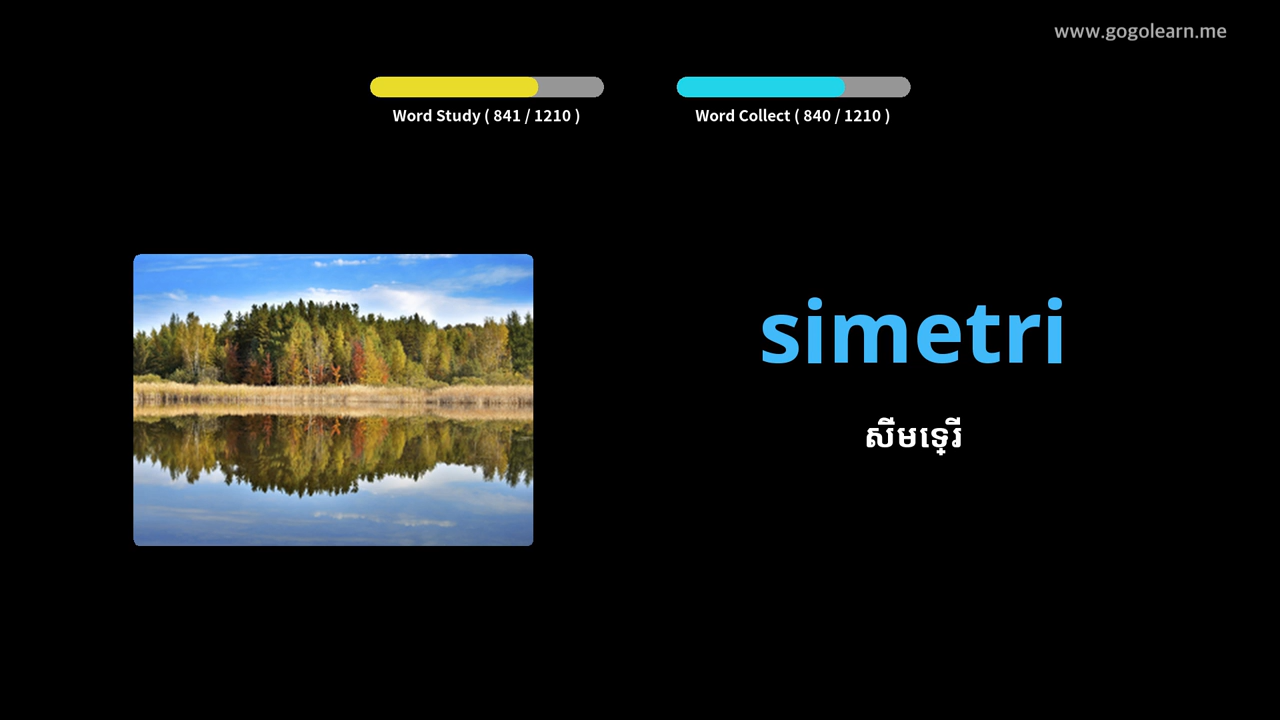 www.gogolearn.me
Word Study ( 841 / 1210 )
Word Collect ( 840 / 1210 )
simetri
ស៊ីមេទ្រី